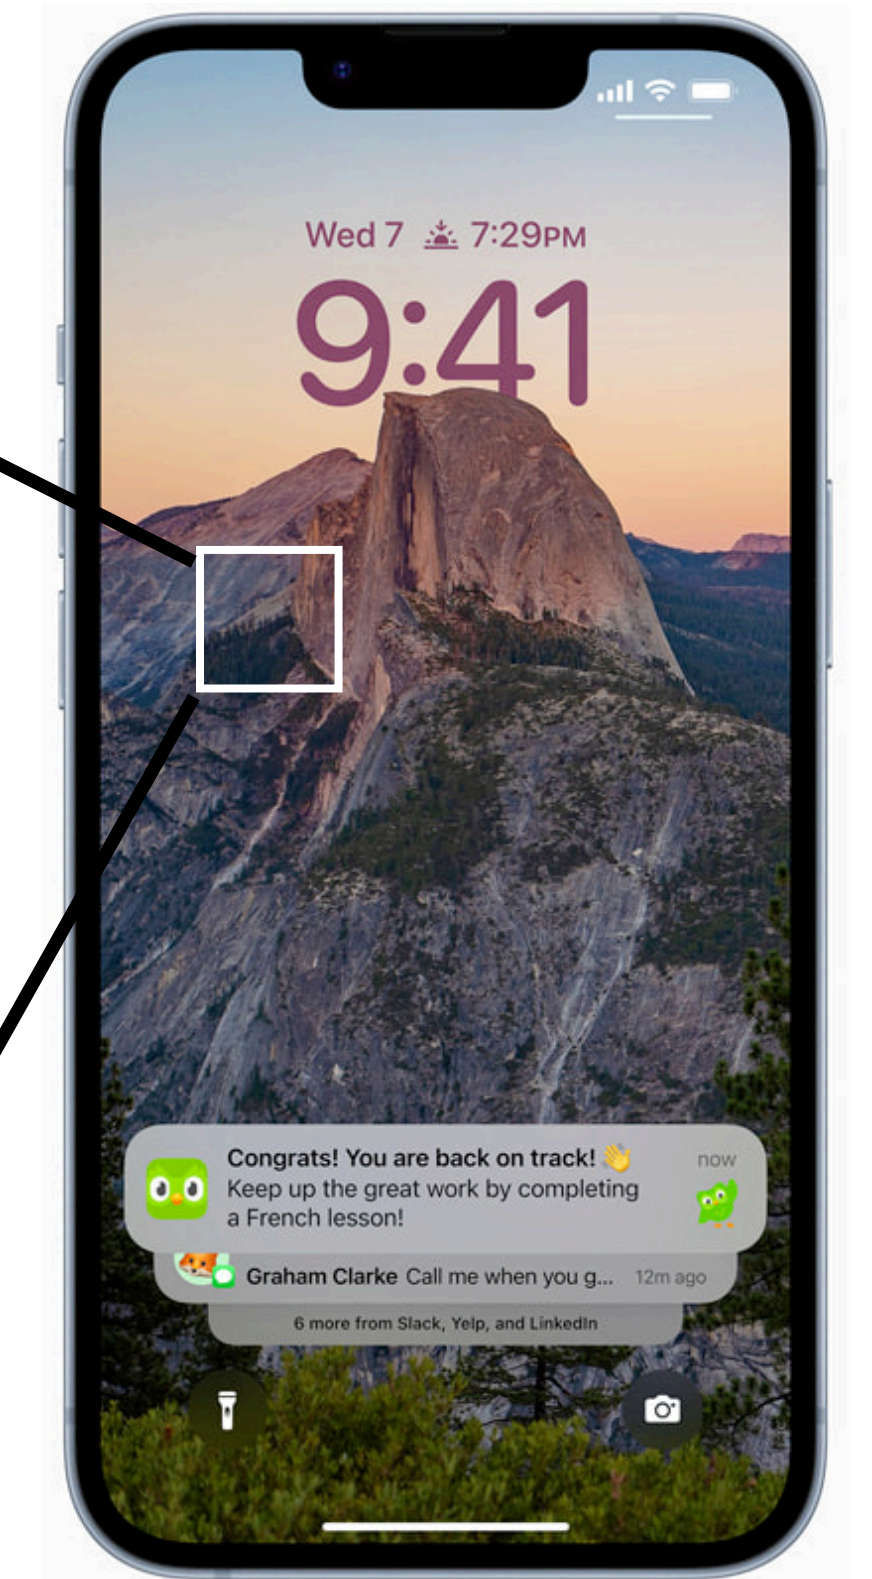 Wed 7 7:29PM
9:41
Congrats! You are back on track! 👋 now
Keep up the great work by completing
a French lesson!
Graham Clarke Call me when you g... 12m ago
6 more from Slack, Yelp, and LinkedIn